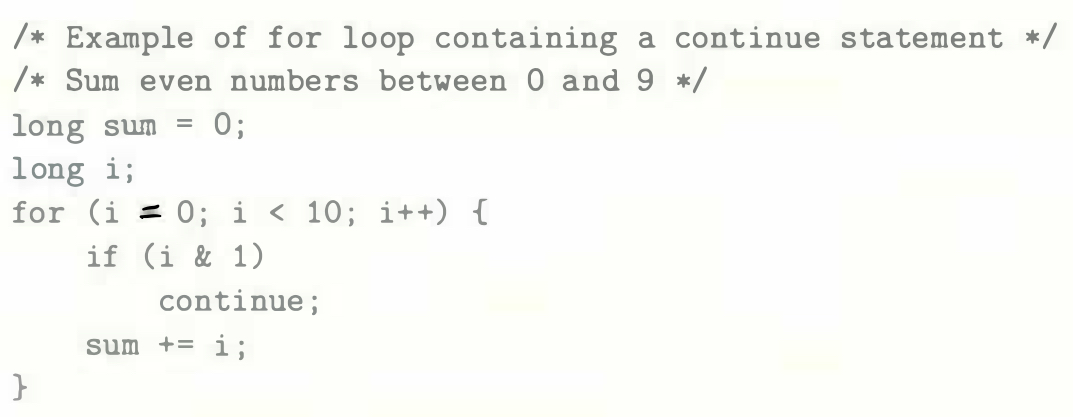 /* Example of for loop containing a continue statement */
/* Sum even numbers between 0 and 9 */
long sum = 0;
long i;
for (i = 0; i < 10; i++) {
    if (i & 1)
        continue;
    sum += i;
}